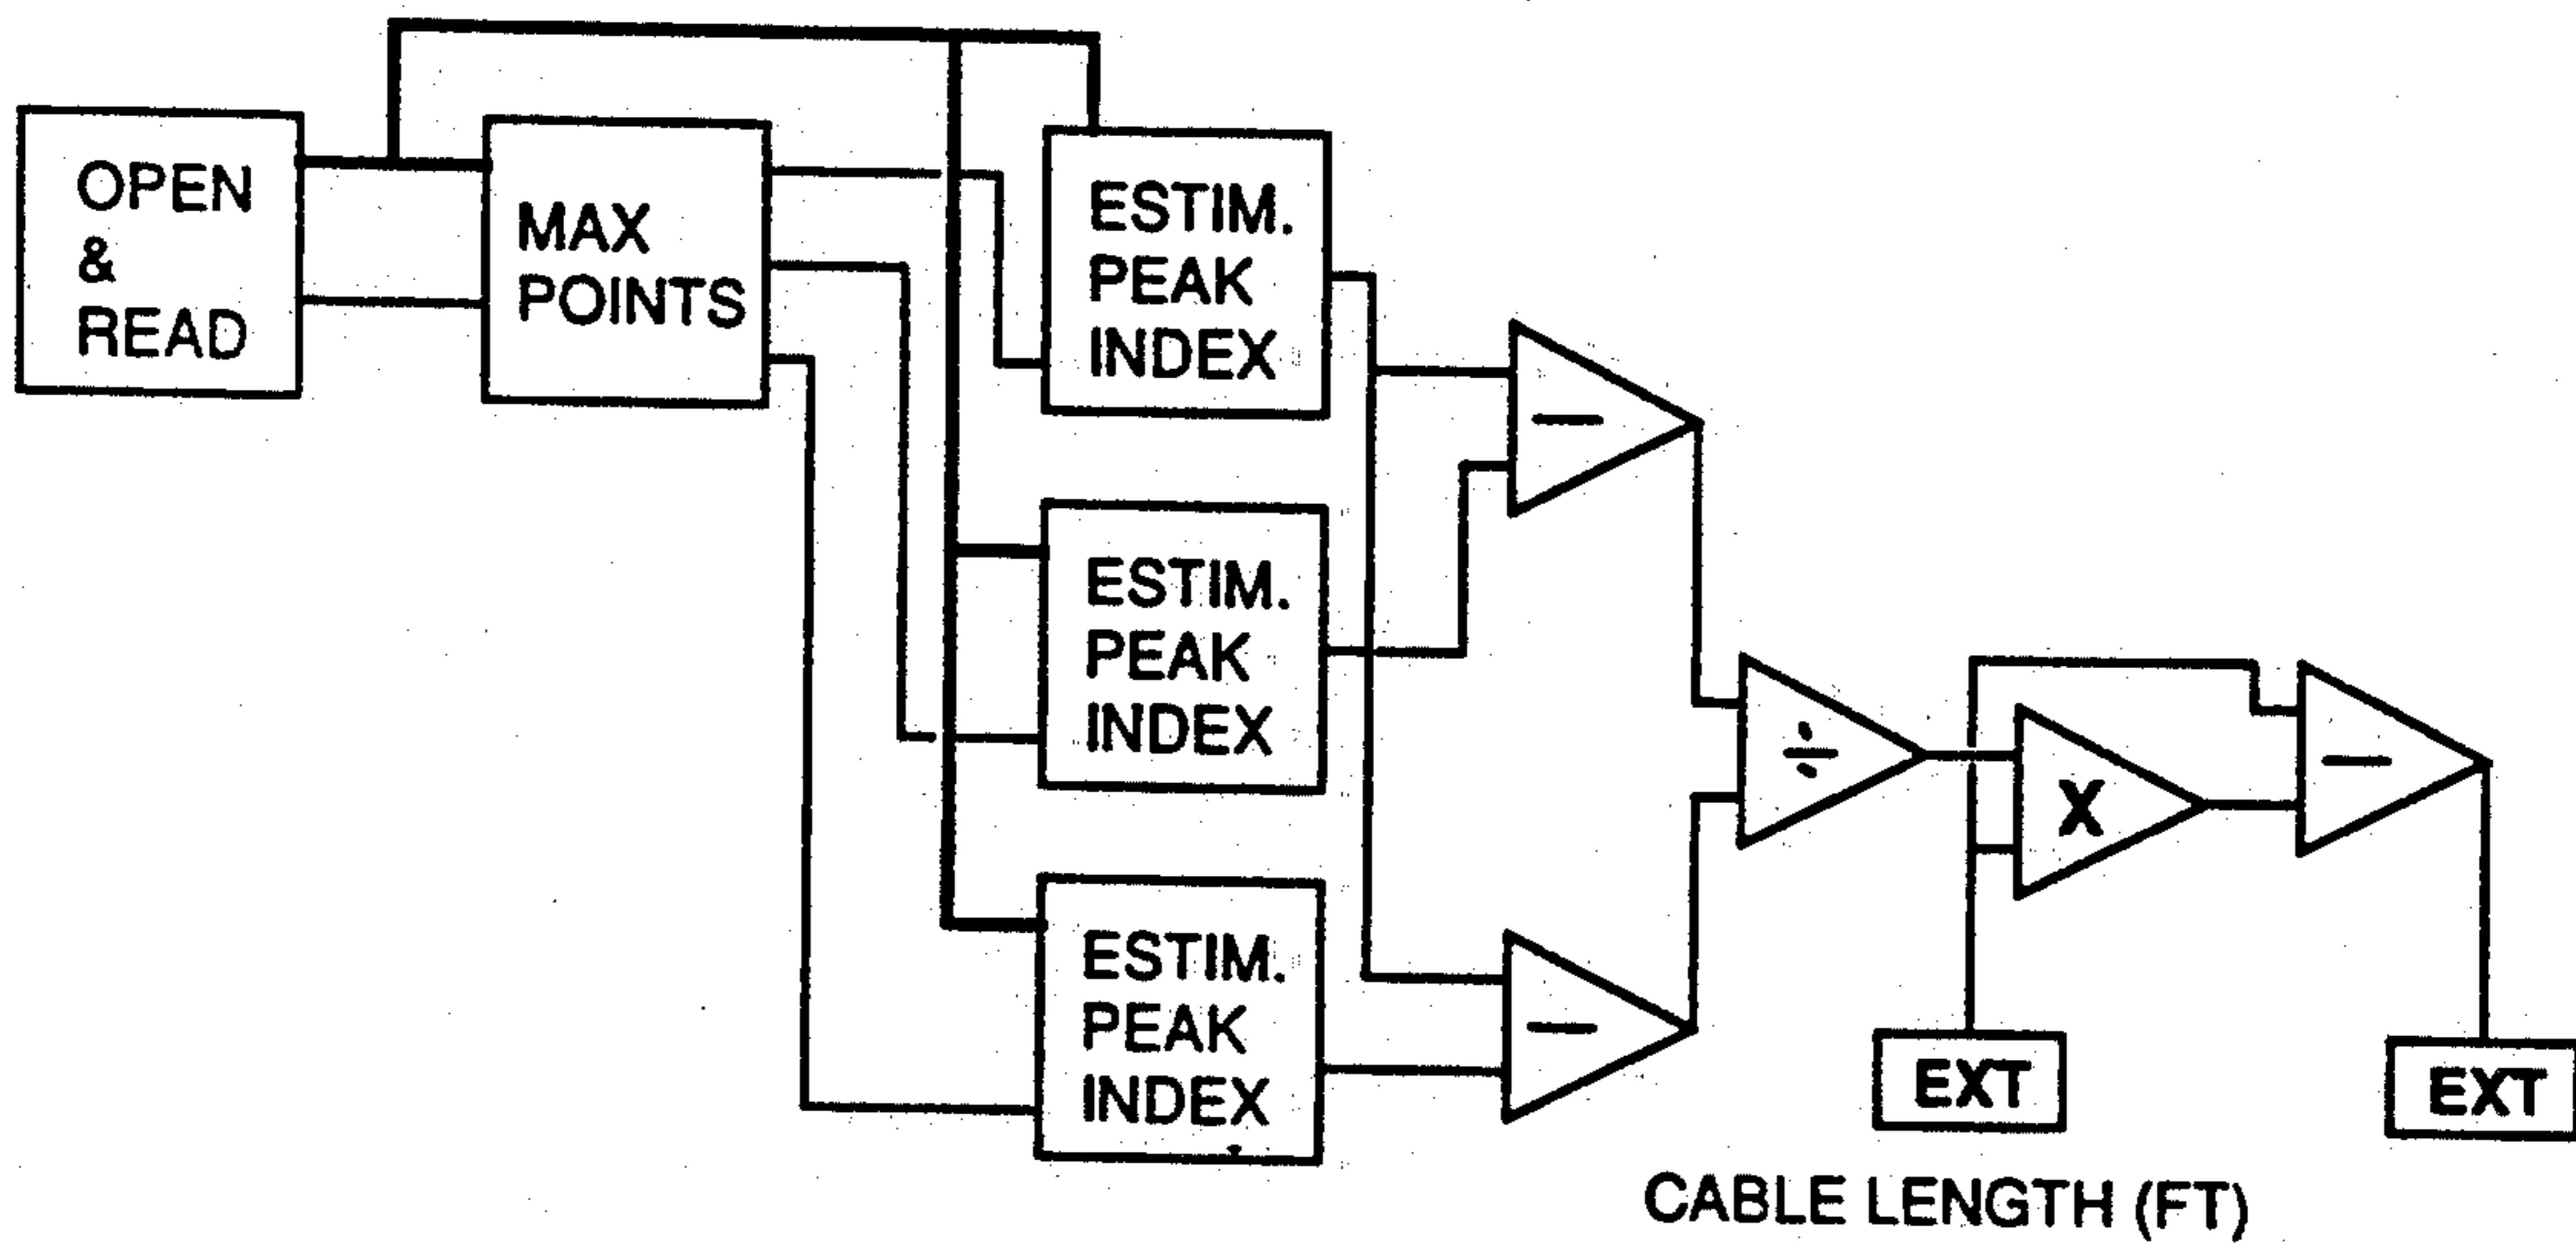 OPEN
&
READ
MAX
POINTS
ESTIM.
PEAK
INDEX
ESTIM.
PEAK
INDEX
ESTIM.
PEAK
INDEX
—
—
÷
X
—
EXT
EXT
CABLE LENGTH (FT)